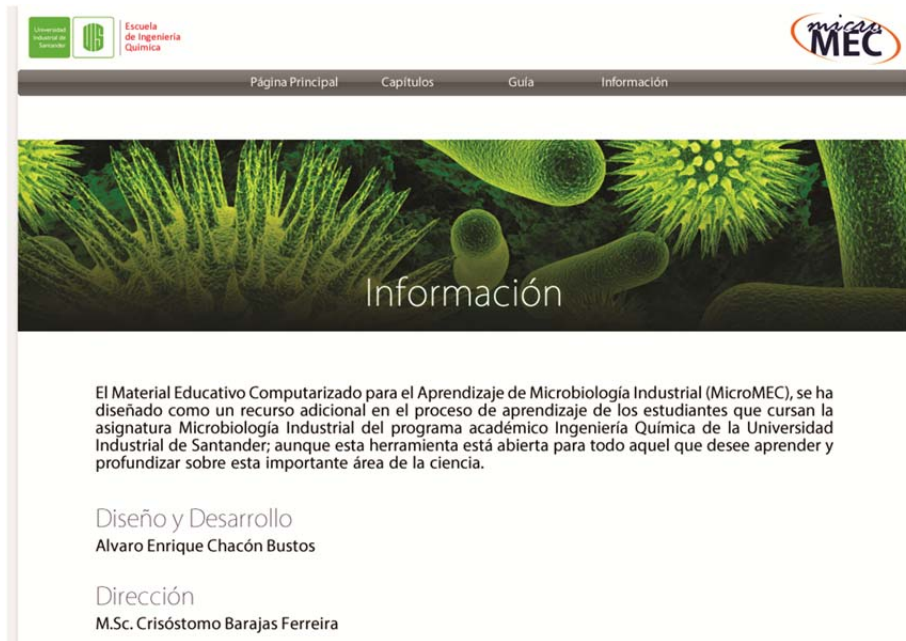 Universidad
Industrial de
Santander
UIS
Escuela
de Ingeniería
Química
micro
MEC
Página Principal Capítulos Guía Información
Información
El Material Educativo Computarizado para el Aprendizaje de Microbiología Industrial (MicroMEC), se ha
diseñado como un recurso adicional en el proceso de aprendizaje de los estudiantes que cursan la
asignatura Microbiología Industrial del programa académico Ingeniería Química de la Universidad
Industrial de Santander; aunque esta herramienta está abierta para todo aquel que desee aprender y
profundizar sobre esta importante área de la ciencia.
Diseño y Desarrollo
Alvaro Enrique Chacón Bustos
Dirección
M.Sc. Crisóstomo Barajas Ferreira